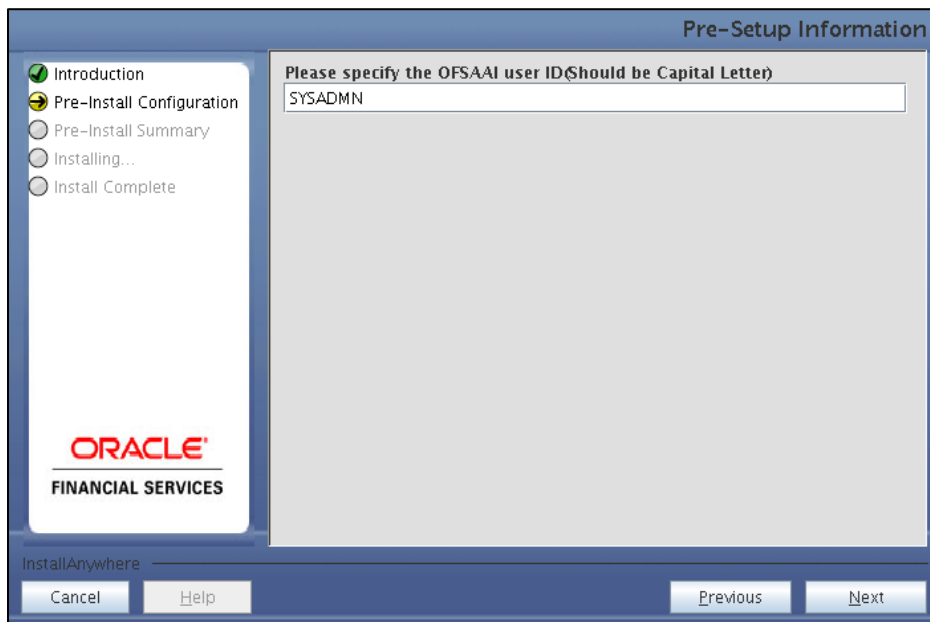 Pre-Setup Information
Introduction
Pre-Install Configuration
Pre-Install Summary
Installing...
Install Complete
Please specify the OFSAAI user ID(Should be Capital Letter)
SYSADMN
ORACLE'
FINANCIAL SERVICES
InstallAnywhere
Cancel
Help
Previous
Next